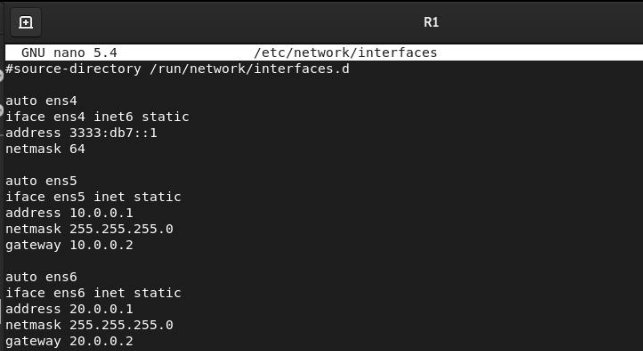 R1
GNU nano 5.4 /etc/network/interfaces
#source-directory /run/network/interfaces.d
auto ens4
iface ens4 inet6 static
address 3333:db7::1
netmask 64
auto ens5
iface ens5 inet static
address 10.0.0.1
netmask 255.255.255.0
gateway 10.0.0.2
auto ens6
iface ens6 inet static
address 20.0.0.1
netmask 255.255.255.0
gateway 20.0.0.2